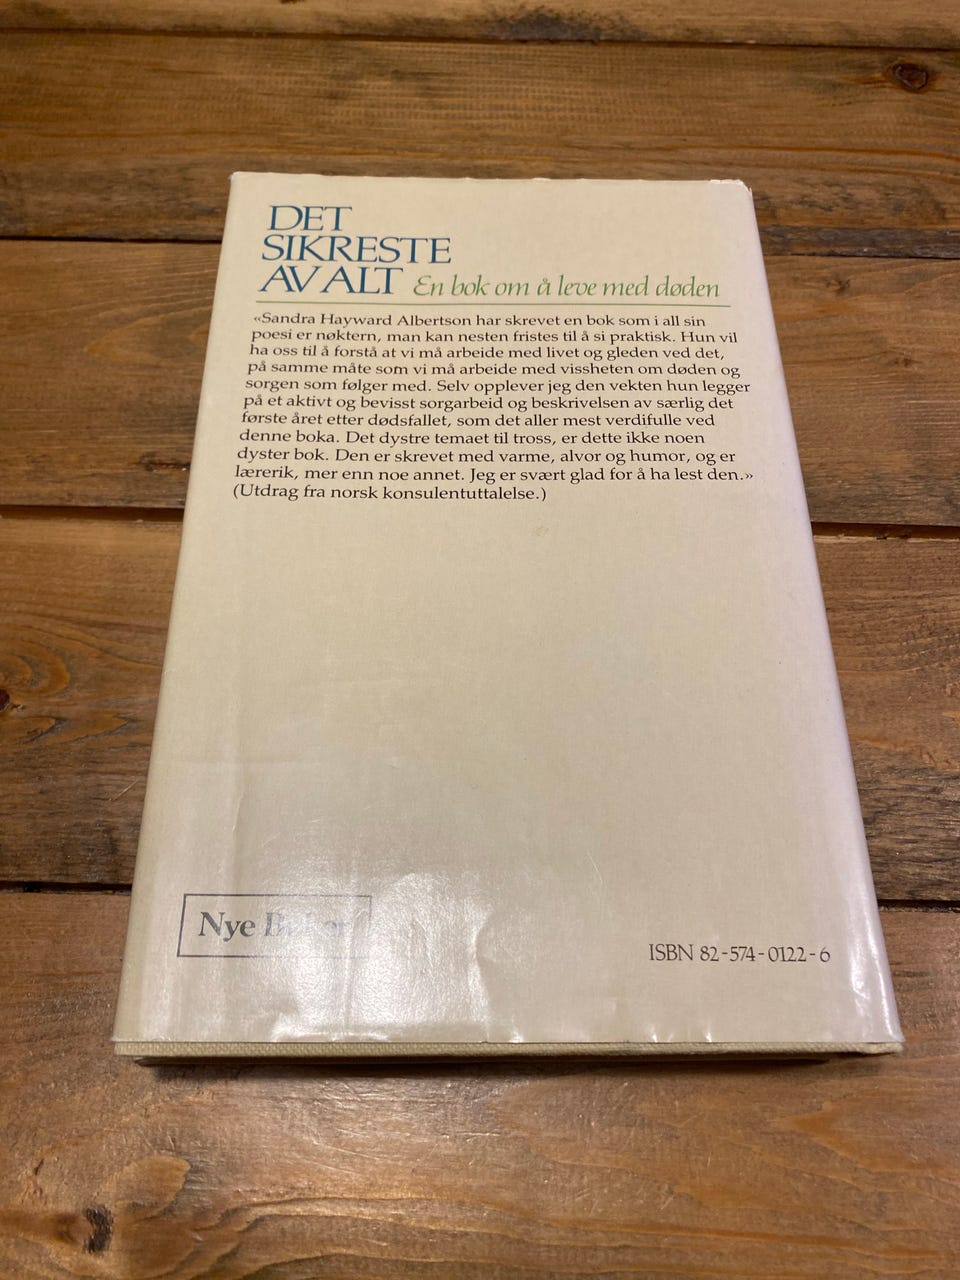 DET
SIKRESTE
AV ALT En bok om å leve med døden
«Sandra Hayward Albertson har skrevet en bok som i all sin
poesi er nøktern, man kan nesten fristes til å si praktisk. Hun vil
ha oss til å forstå at vi må arbeide med livet og gleden ved det,
på samme måte som vi må arbeide med vissheten om døden og
sorgen som følger med. Selv opplever jeg den vekten hun legger
på et aktivt og bevisst sorgarbeid og beskrivelsen av særlig det
første året etter dødsfallet, som det aller mest verdifulle ved
denne boka. Det dystre temaet til tross, er dette ikke noen
dyster bok. Den er skrevet med varme, alvor og humor, og er
lærerik, mer enn noe annet. Jeg er svært glad for å ha lest den.»
(Utdrag fra norsk konsulentuttalelse.)
Nye
ISBN 82-574-0122-6